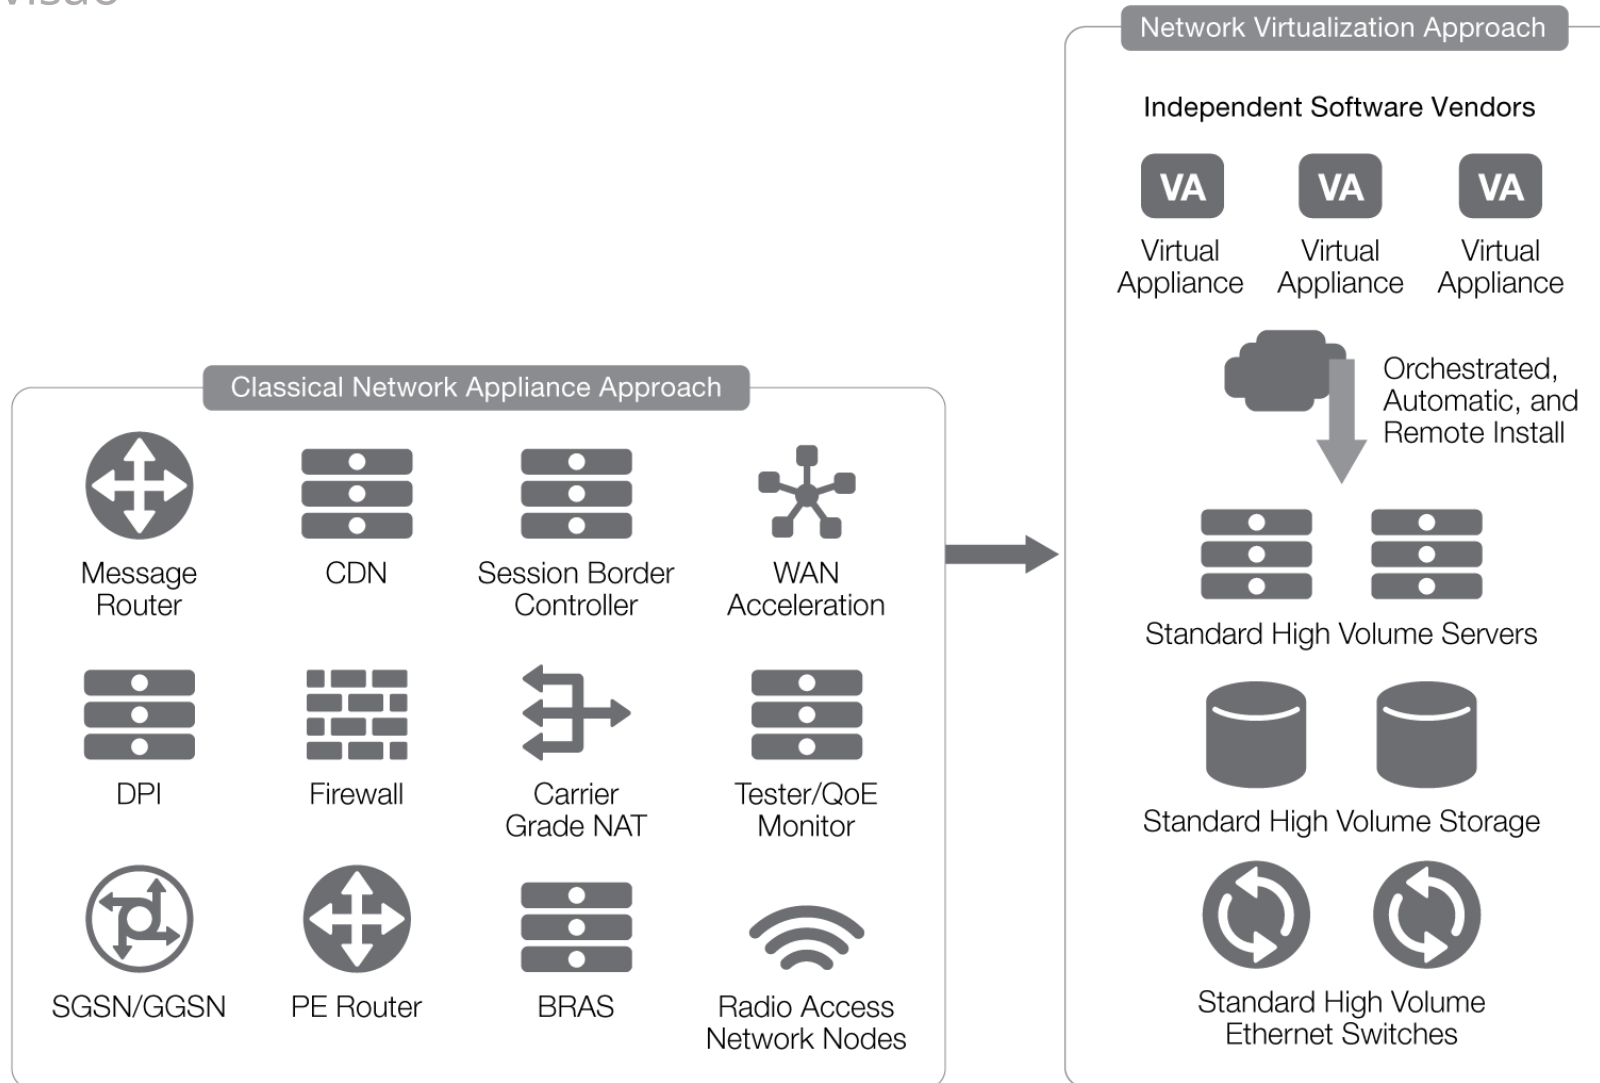 Visão
Network Virtualization Approach
Independent Software Vendors
VA VA VA
Virtual Virtual Virtual
Appliance Appliance Appliance
Orchestrated,
Automatic, and
Remote Install
Standard High Volume Servers
Standard High Volume Storage
Standard High Volume
Ethernet Switches
Classical Network Appliance Approach
Message CDN Session Border WAN
Router Controller Acceleration
DPI Firewall Carrier Tester/QoE
Grade NAT Monitor
SGSN/GGSN PE Router BRAS Radio Access
Network Nodes